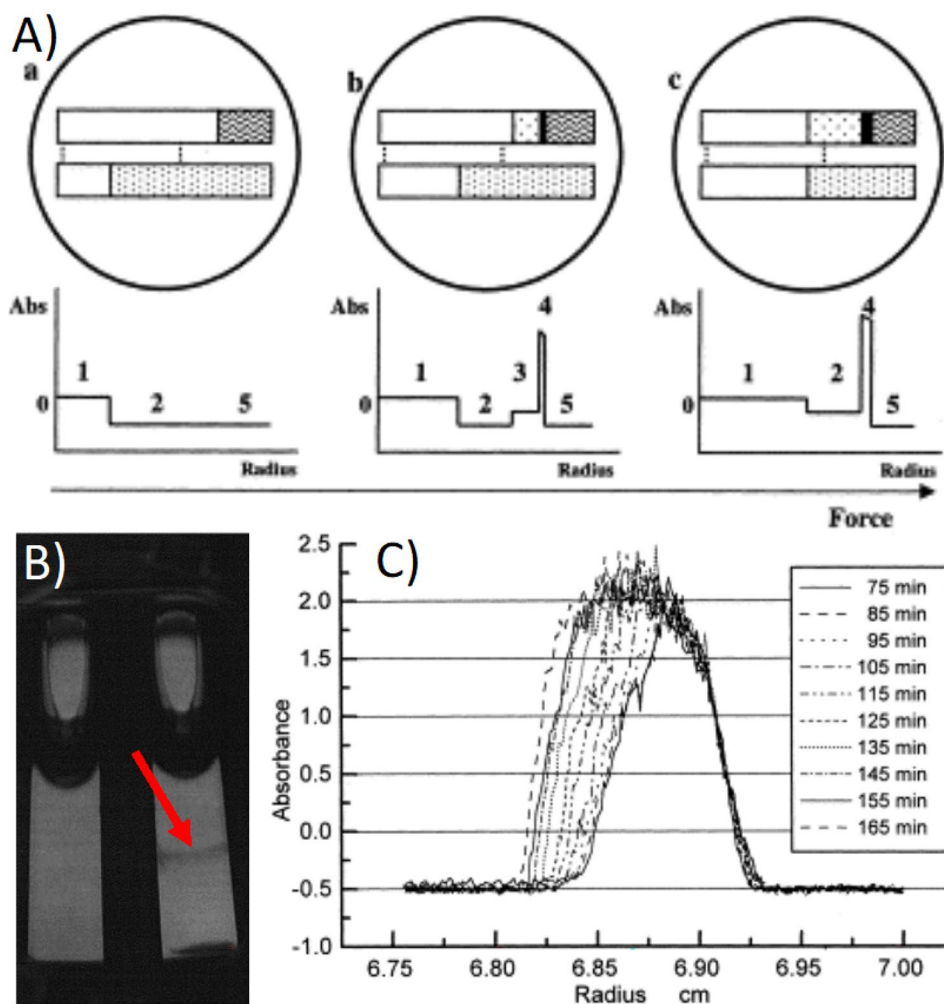 A)
a
b
c
Abs
0
1
2
5
Radius
Abs
0
1
2
3
4
5
Radius
Abs
0
1
2
4
5
Radius
Force
B)
C)
Absorbance
2.5
2.0
1.5
1.0
0.5
0.0
-0.5
-1.0
6.75
6.80
6.85
6.90
6.95
7.00
Radius cm
75 min
85 min
95 min
105 min
115 min
125 min
135 min
145 min
155 min
165 min